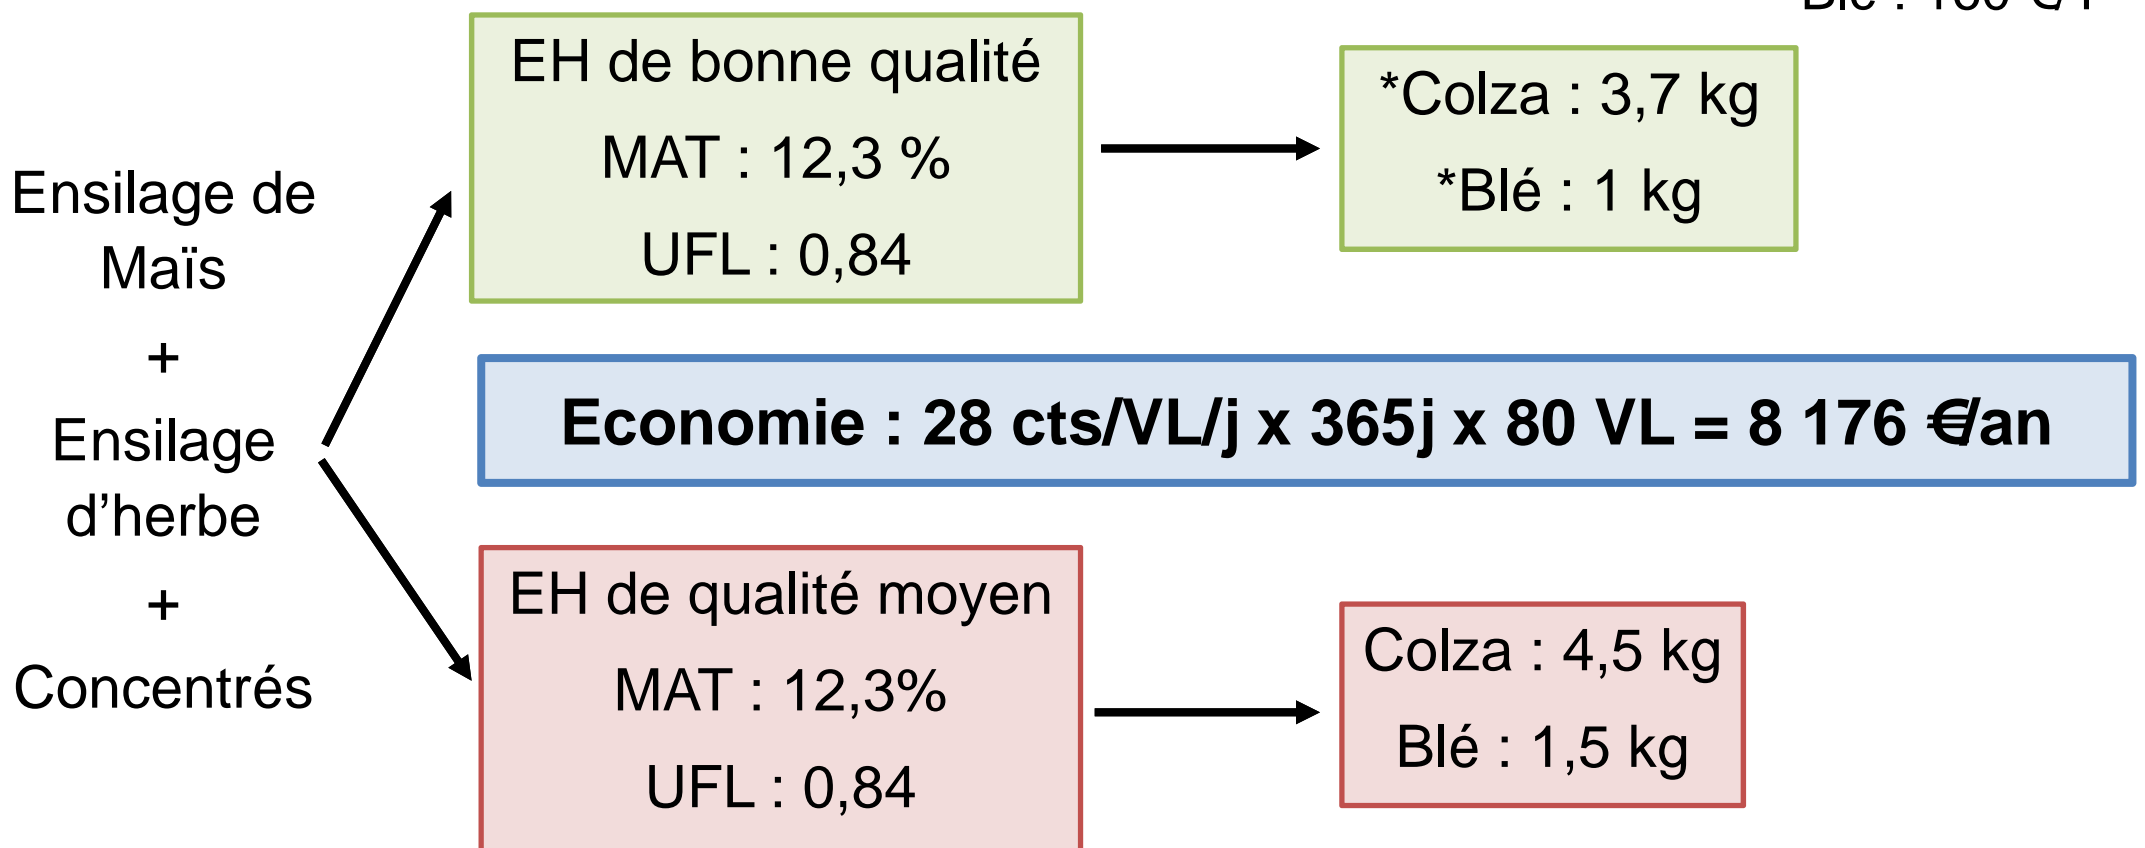 EH de bonne qualité
MAT : 12,3 %
UFL : 0,84
*Colza : 3,7 kg
*Blé : 1 kg
Ensilage de
Maïs
+
Ensilage
d’herbe
+
Concentrés
Economie : 28 cts/VL/j x 365j x 80 VL = 8 176 €/an
EH de qualité moyen
MAT : 12,3%
UFL : 0,84
Colza : 4,5 kg
Blé : 1,5 kg